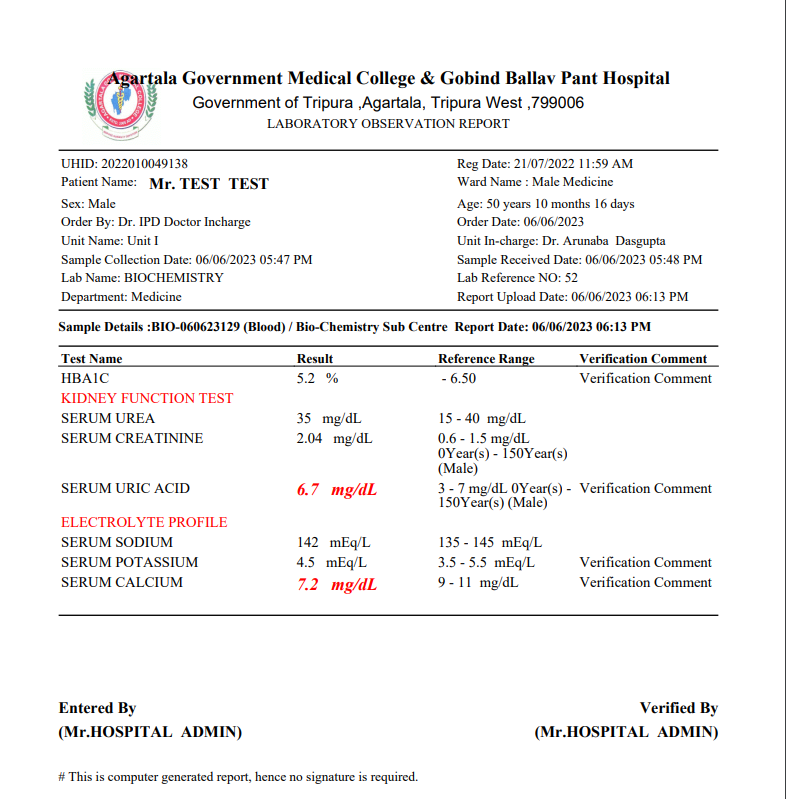 Agartala Government Medical College & Gobind Ballav Pant Hospital
Government of Tripura ,Agartala, Tripura West ,799006
LABORATORY OBSERVATION REPORT
UHID: 2022010049138 Reg Date: 21/07/2022 11:59 AM
Patient Name: Mr. TEST TEST Ward Name : Male Medicine
Sex: Male Age: 50 years 10 months 16 days
Order By: Dr. IPD Doctor Incharge Order Date: 06/06/2023
Unit Name: Unit I Unit In-charge: Dr. Arunaba Dasgupta
Sample Collection Date: 06/06/2023 05:47 PM Sample Received Date: 06/06/2023 05:48 PM
Lab Name: BIOCHEMISTRY Lab Reference NO: 52
Department: Medicine Report Upload Date: 06/06/2023 06:13 PM
Sample Details :BIO-060623129 (Blood) / Bio-Chemistry Sub Centre Report Date: 06/06/2023 06:13 PM
Test Name Result Reference Range Verification Comment
HBA1C 5.2 % - 6.50 Verification Comment
KIDNEY FUNCTION TEST
SERUM UREA 35 mg/dL 15 - 40 mg/dL
SERUM CREATININE 2.04 mg/dL 0.6 - 1.5 mg/dL
0Year(s) - 150Year(s)
(Male)
SERUM URIC ACID 6.7 mg/dL 3 - 7 mg/dL 0Year(s) - Verification Comment
150Year(s) (Male)
ELECTROLYTE PROFILE
SERUM SODIUM 142 mEq/L 135 - 145 mEq/L
SERUM POTASSIUM 4.5 mEq/L 3.5 - 5.5 mEq/L Verification Comment
SERUM CALCIUM 7.2 mg/dL 9 - 11 mg/dL Verification Comment
Entered By Verified By
(Mr.HOSPITAL ADMIN) (Mr.HOSPITAL ADMIN)
# This is computer generated report, hence no signature is required.